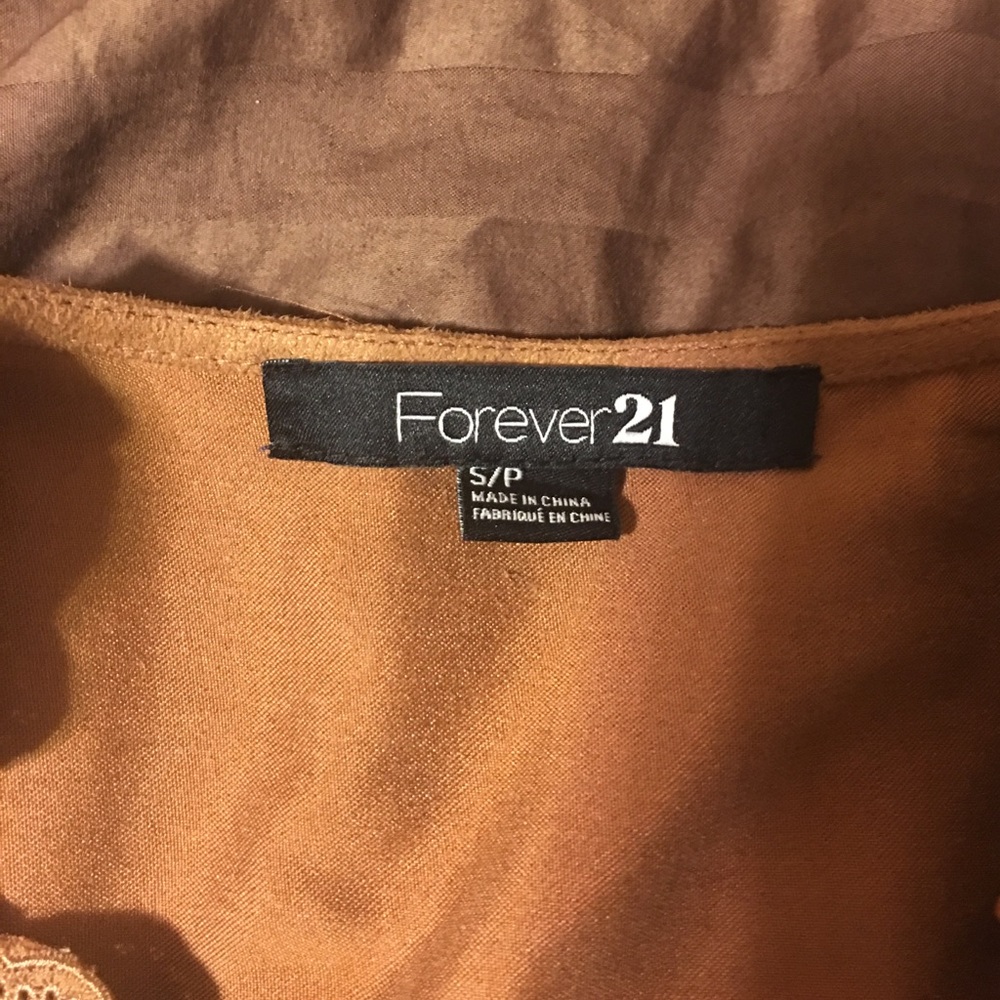 Forever21
S/P
MADE IN CHINA
FABRIQUÉ EN CHINE